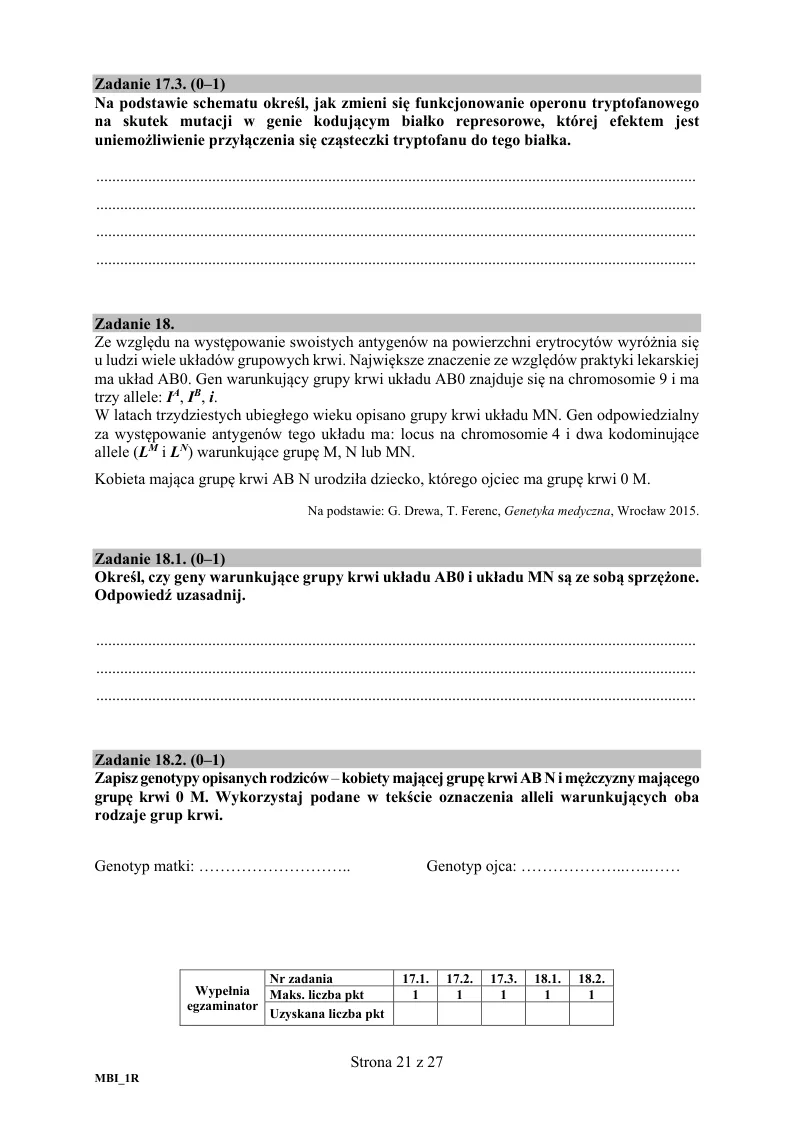 Zadanie 17.3. (0–1)
Na podstawie schematu określ, jak zmieni się funkcjonowanie operonu tryptofanowego
na skutek mutacji w genie kodującym białko represorowe, której efektem jest
uniemożliwienie przyłączenia się cząsteczki tryptofanu do tego białka.
......................................................................................................................................................
......................................................................................................................................................
......................................................................................................................................................
......................................................................................................................................................
Zadanie 18.
Ze względu na występowanie swoistych antygenów na powierzchni erytrocytów wyróżnia się
u ludzi wiele układów grupowych krwi. Największe znaczenie ze względów praktyki lekarskiej
ma układ AB0. Gen warunkujący grupy krwi układu AB0 znajduje się na chromosomie 9 i ma
trzy allele: I^A, I^B, i.
W latach trzydziestych ubiegłego wieku opisano grupy krwi układu MN. Gen odpowiedzialny
za występowanie antygenów tego układu ma: locus na chromosomie 4 i dwa kodominujące
allele (L^M i L^N) warunkujące grupę M, N lub MN.
Kobieta mająca grupę krwi AB N urodziła dziecko, którego ojciec ma grupę krwi 0 M.
Na podstawie: G. Drewa, T. Ferenc, Genetyka medyczna, Wrocław 2015.
Zadanie 18.1. (0–1)
Określ, czy geny warunkujące grupy krwi układu AB0 i układu MN są ze sobą sprzężone.
Odpowiedź uzasadnij.
......................................................................................................................................................
......................................................................................................................................................
......................................................................................................................................................
Zadanie 18.2. (0–1)
Zapisz genotypy opisanych rodziców – kobiety mającej grupę krwi AB N i mężczyzny mającego
grupę krwi 0 M. Wykorzystaj podane w tekście oznaczenia alleli warunkujących oba
rodzaje grup krwi.
Genotyp matki: ……………………….. Genotyp ojca: ………………..…..……
Wypełnia egzaminator
Nr zadania 17.1. 17.2. 17.3. 18.1. 18.2.
Maks. liczba pkt 1 1 1 1 1
Uzyskana liczba pkt
Strona 21 z 27
MBI_1R